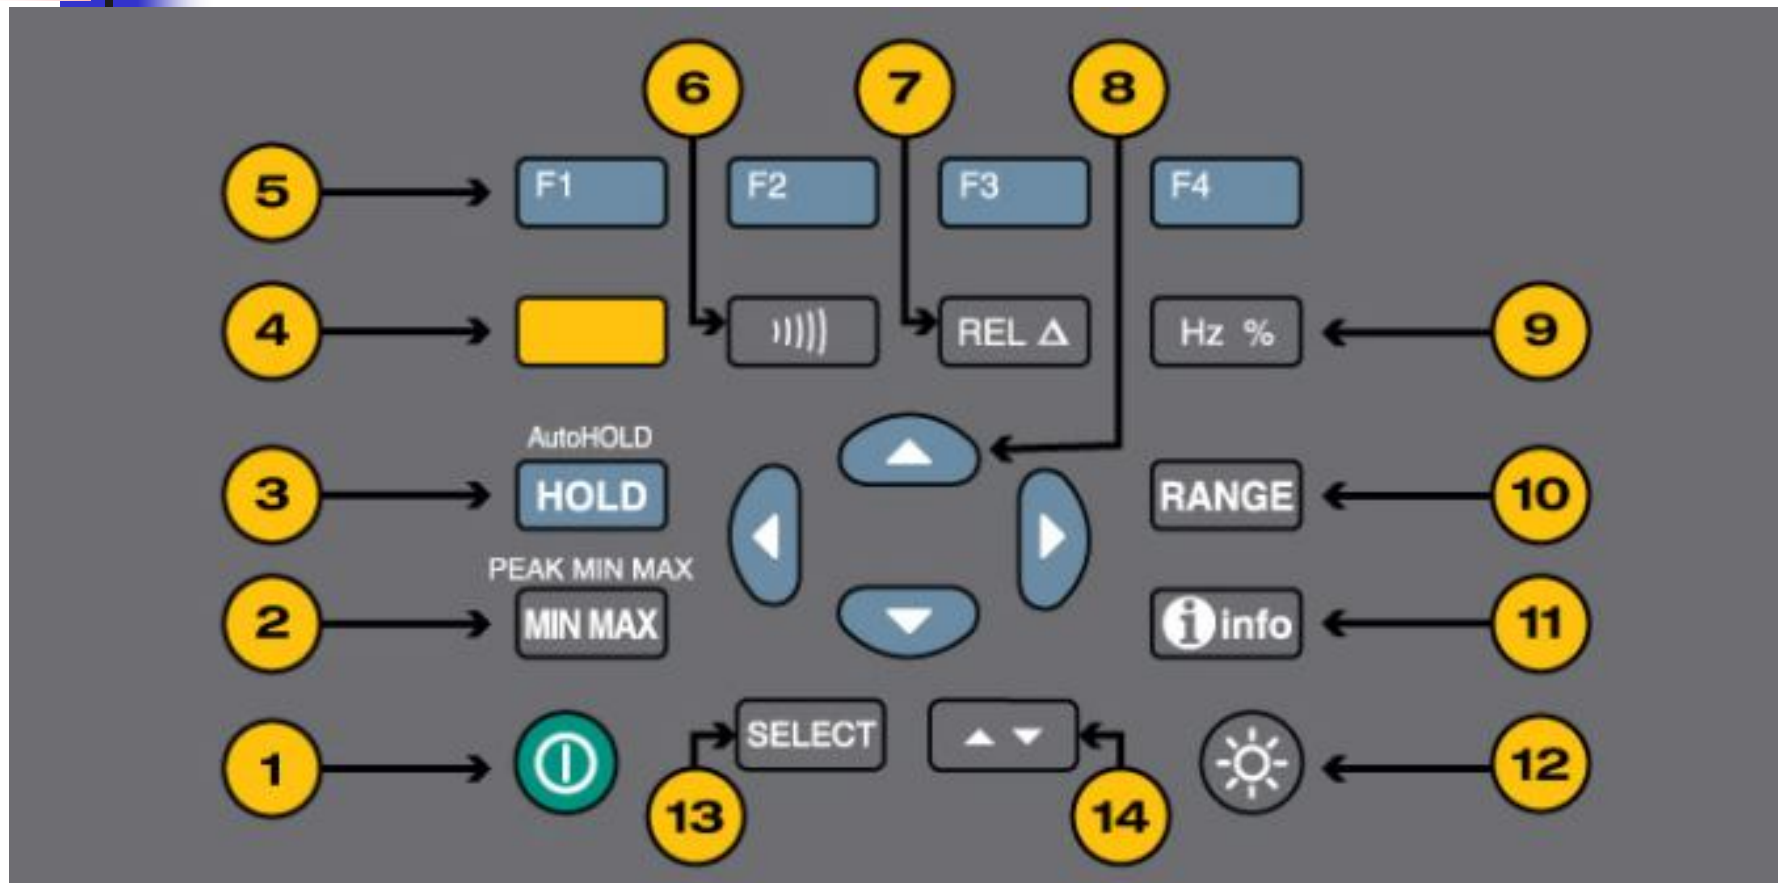 6 7 8
5 F1 F2 F3 F4
4 REL Δ Hz % 9
AutoHOLD
3 HOLD RANGE 10
PEAK MIN MAX
2 MIN MAX i info 11
1 SELECT 12
13 14